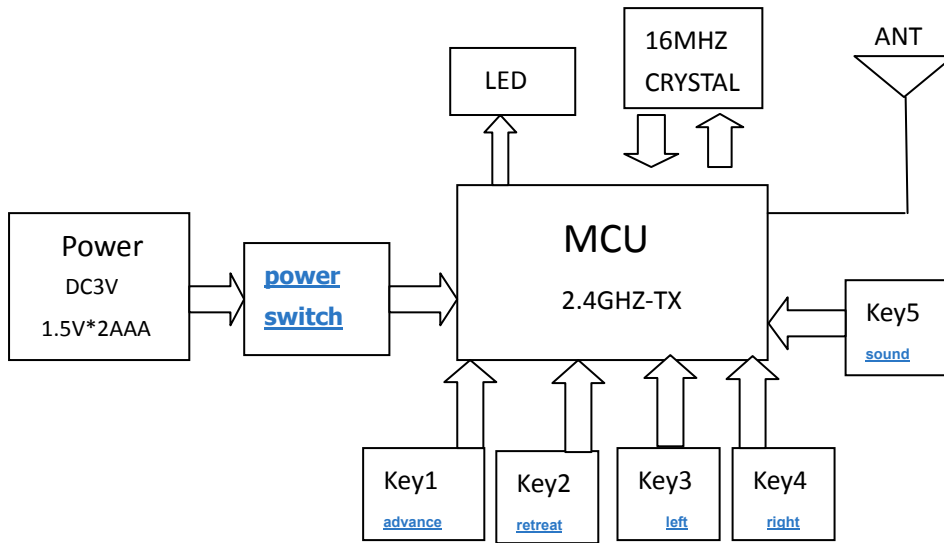 16MHZ
CRYSTAL
ANT
LED
MCU
2.4GHZ-TX
Power
DC3V
1.5V*2AAA
power
switch
Key5
sound
Key1
advance
Key2
retreat
Key3
left
Key4
right